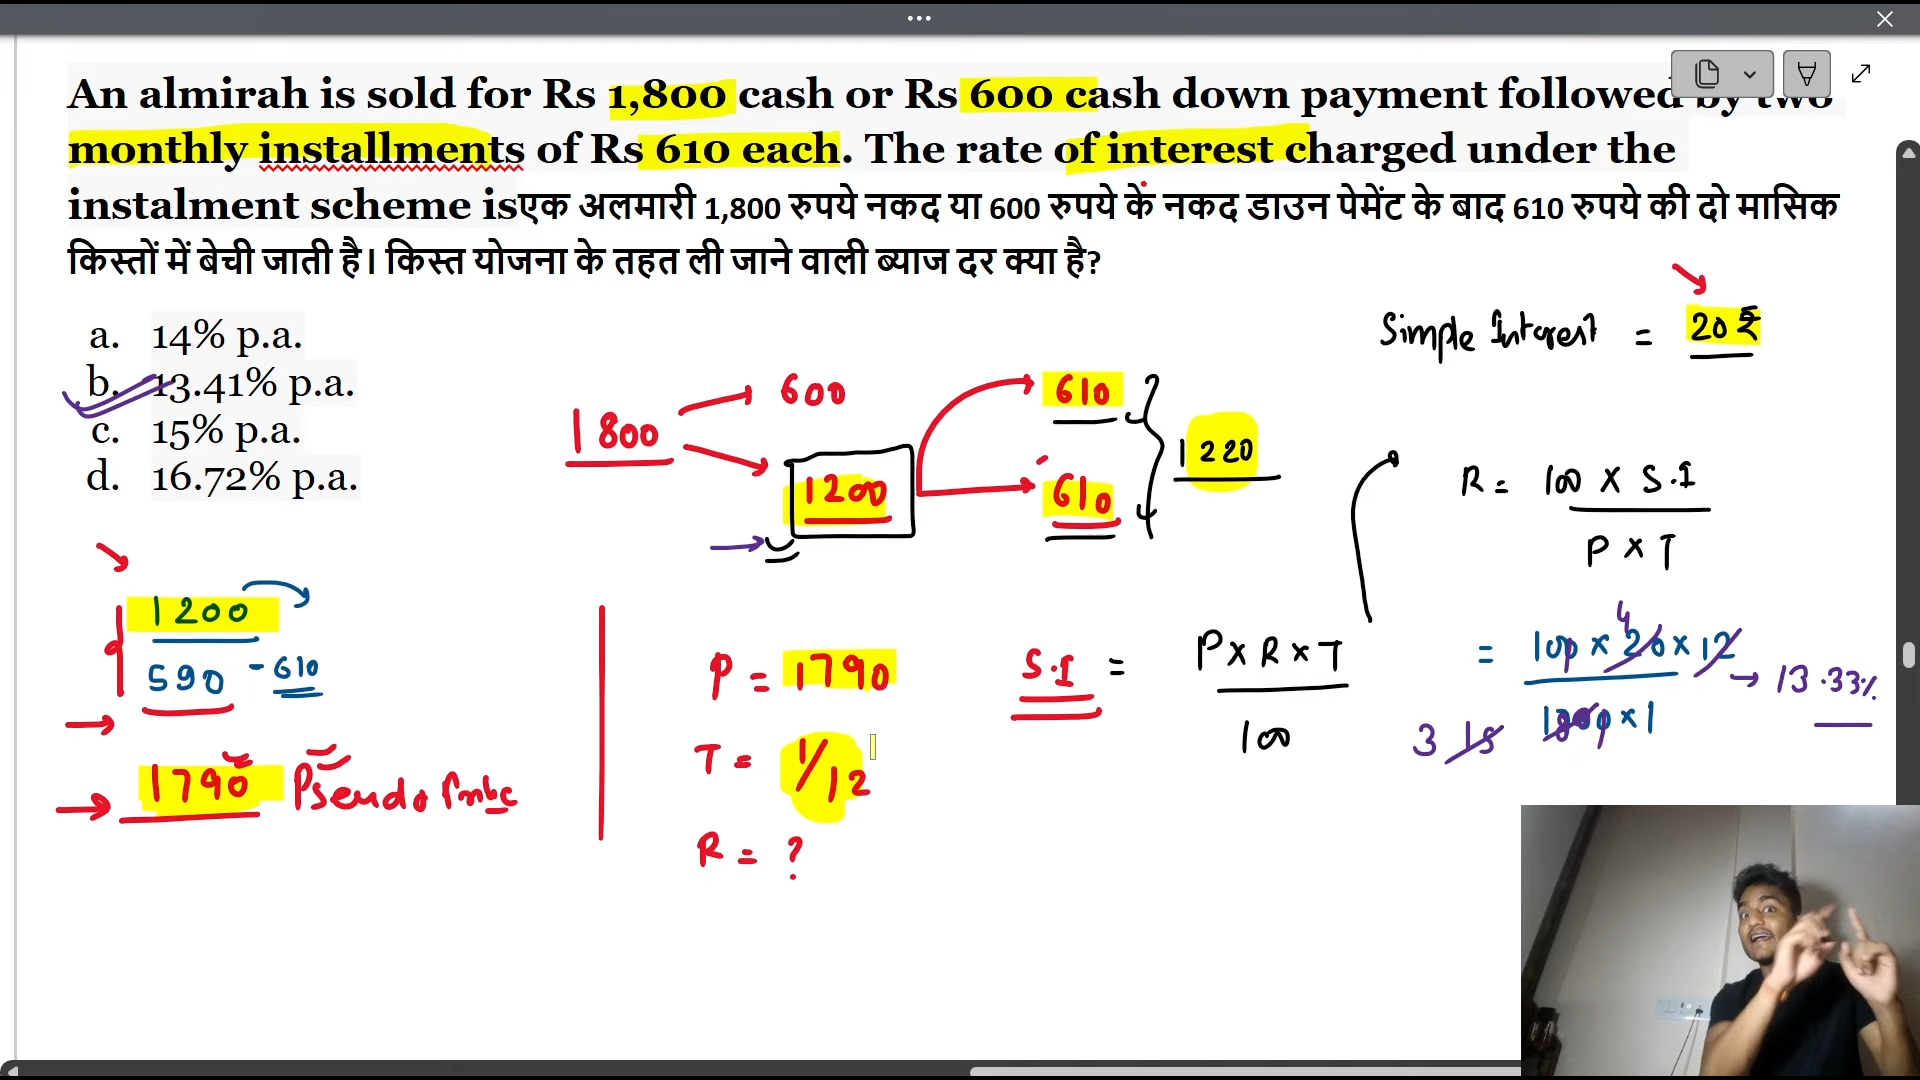 An almirah is sold for Rs 1,800 cash or Rs 600 cash down payment followed by two
monthly installments of Rs 610 each. The rate of interest charged under the
instalment scheme isएक अलमारी 1,800 रुपये नकद या 600 रुपये के नकद डाउन पेमेंट के बाद 610 रुपये की दो मासिक
किस्तों में बेची जाती है। किस्त योजना के तहत ली जाने वाली ब्याज दर क्या है?
a. 14% p.a.
b. 13.41% p.a.
c. 15% p.a.
d. 16.72% p.a.
Simple Interest = 20₹
1800
600
1200
610
610
1220
R = 100 × S.I
P × T
1200
590 - 610
1790 Pseudo
P = 1790
T = 1/12
R = ?
S.I = P × R × T
100
= 100 × 20 × 12
4
× 1
3 15
→ 13.33%